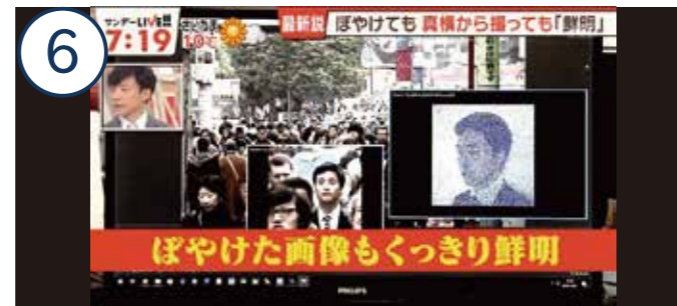 6
サンデーLIVE!!
7:19
10℃
最新説 ぼやけても 真横から撮っても「鮮明」
ぼやけた画像もくっきり鮮明
PHILIPS